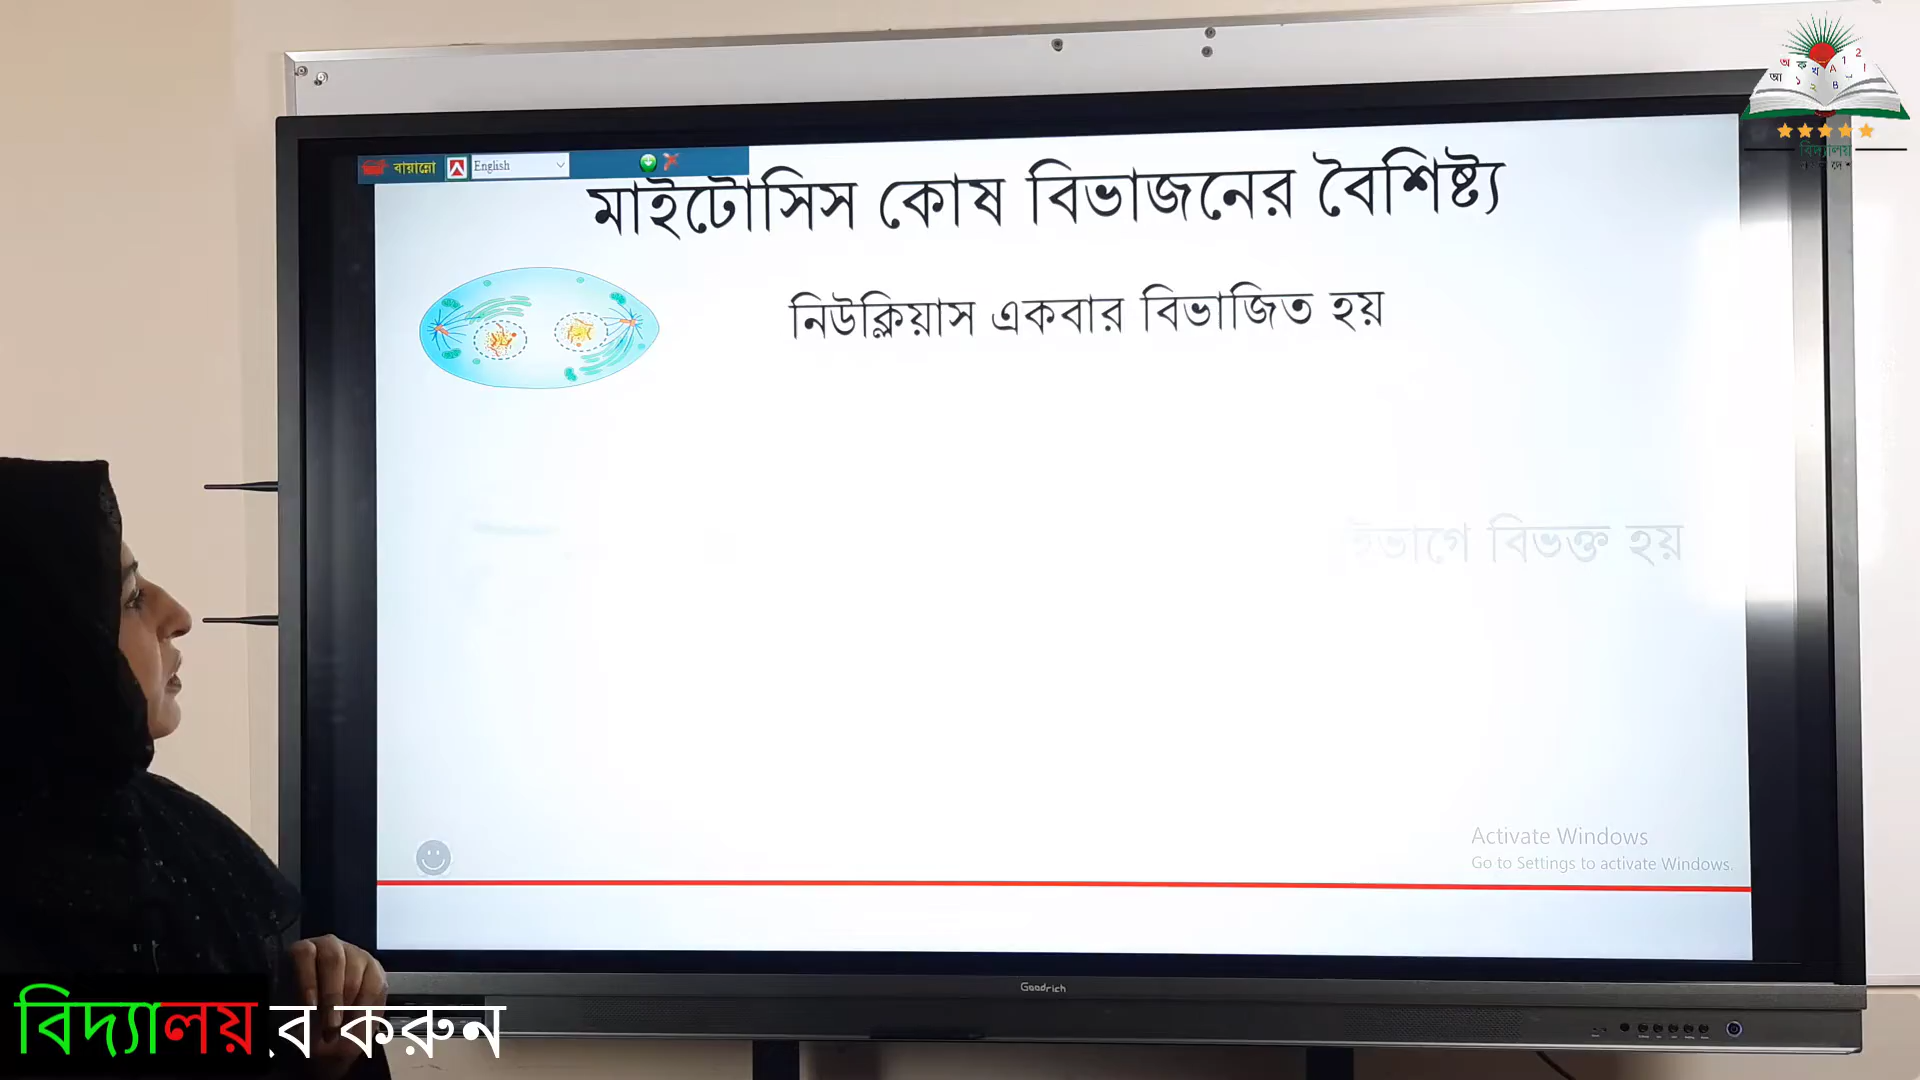 বায়ান্নো English
মাইটোসিস কোষ বিভাজনের বৈশিষ্ট্য
নিউক্লিয়াস একবার বিভাজিত হয়
বিভক্ত হয়
Activate Windows
Go to Settings to activate Windows.
Goodrich
বিদ্যালয়
বিদ্যালয় করুন